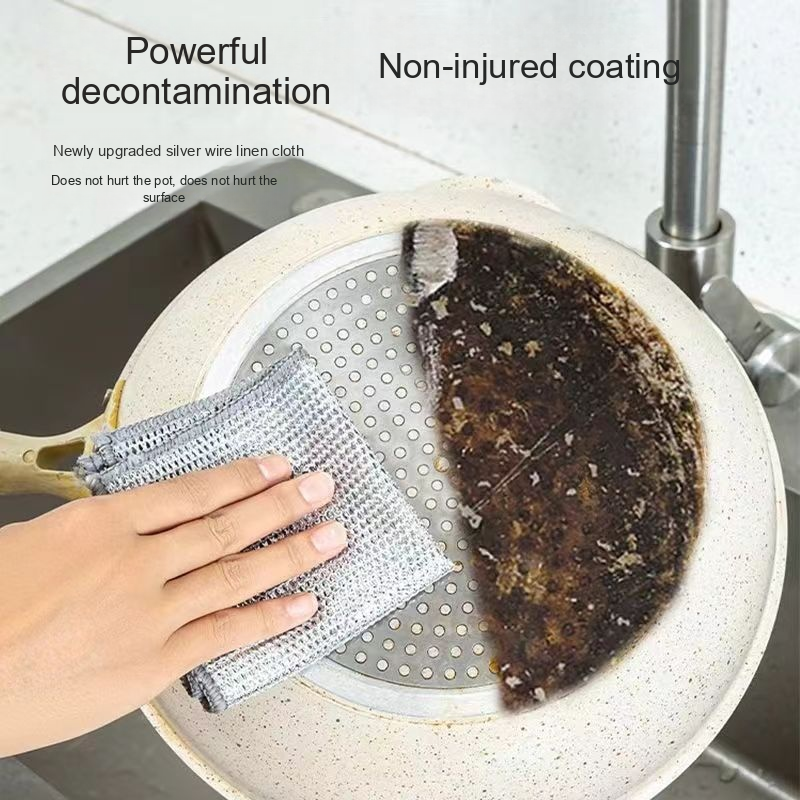 Powerful
decontamination
Non-injured coating
Newly upgraded silver wire linen cloth
Does not hurt the pot, does not hurt the
surface